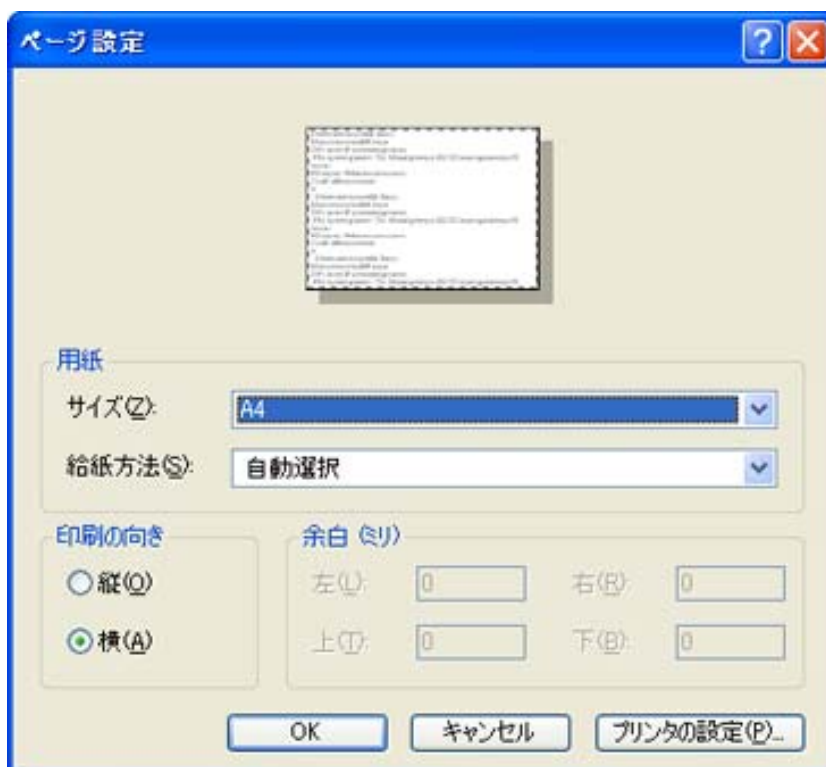 ページ設定
用紙
サイズ(Z):
A4
給紙方法(S):
自動選択
印刷の向き
縦(O)
横(A)
余白 (ミリ)
左(L): 0 右(R): 0
上(T): 0 下(B): 0
OK キャンセル プリンタの設定(P)...